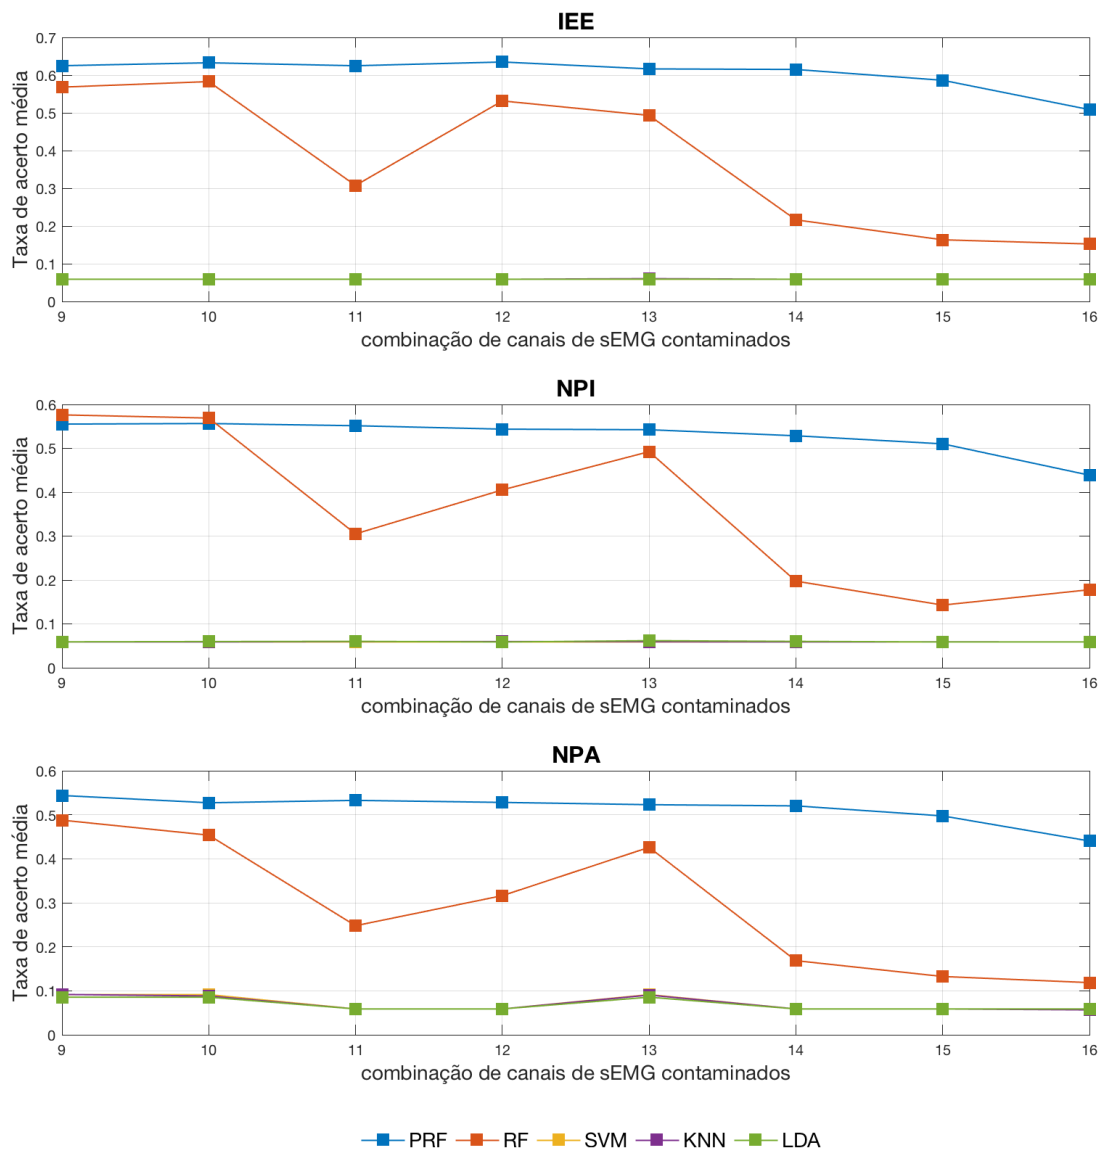 IEE
Taxa de acerto média
0.7
0.6
0.5
0.4
0.3
0.2
0.1
0
9 10 11 12 13 14 15 16
combinação de canais de sEMG contaminados
NPI
Taxa de acerto média
0.6
0.5
0.4
0.3
0.2
0.1
0
9 10 11 12 13 14 15 16
combinação de canais de sEMG contaminados
NPA
Taxa de acerto média
0.6
0.5
0.4
0.3
0.2
0.1
0
9 10 11 12 13 14 15 16
combinação de canais de sEMG contaminados
PRF RF SVM KNN LDA